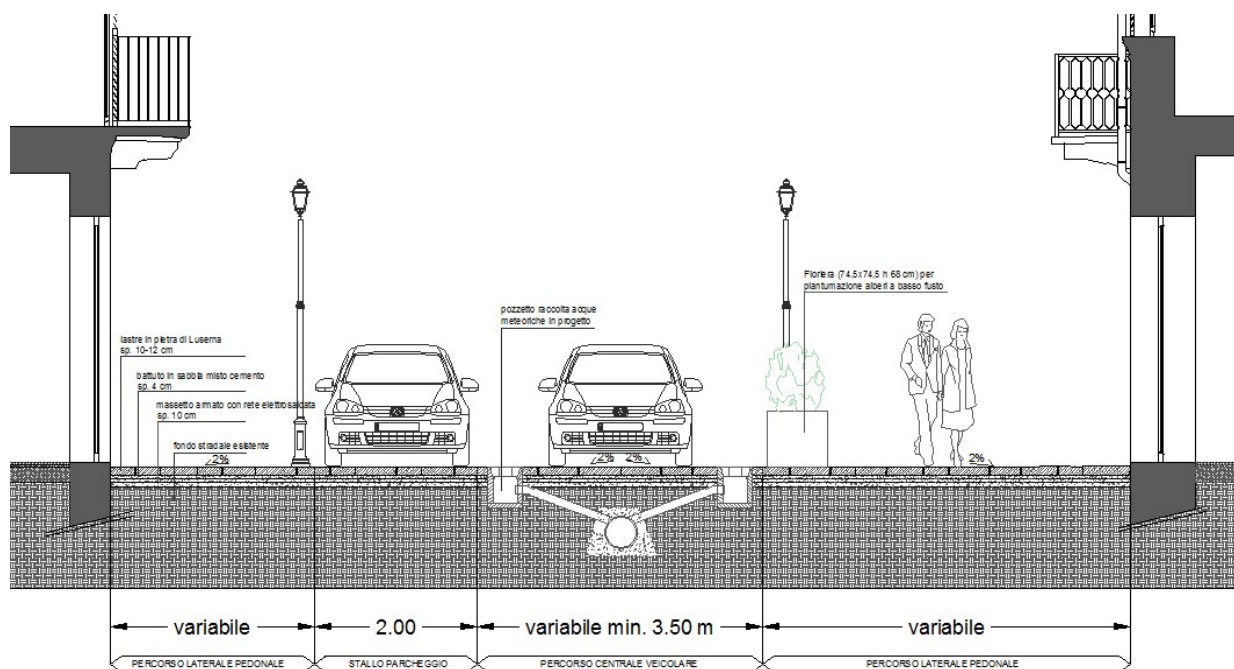 Floriera (74,5x74,5 h 68 cm) per
piantumazione alberi a basso fusto
pozzetto raccolta acque
meteoriche in progetto
lastre in pietra di Luserna
sp. 10-12 cm
battuto in sabbia misto cemento
sp. 4 cm
massetto armato con rete elettrosaldata
sp. 10 cm
fondo stradale esistente
2%
2% 2%
2%
variabile
2.00
variabile min. 3.50 m
variabile
PERCORSO LATERALE PEDONALE
STALLO PARCHEGGIO
PERCORSO CENTRALE VEICOLARE
PERCORSO LATERALE PEDONALE